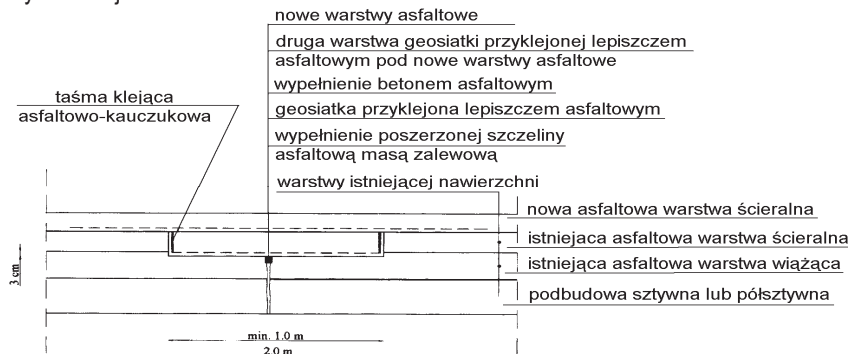 nowe warstwy asfaltowe
druga warstwa geosiatki przyklejonej lepiszczem
asfaltowym pod nowe warstwy asfaltowe
wypełnienie betonem asfaltowym
geosiatka przyklejona lepiszczem asfaltowym
wypełnienie poszerzonej szczeliny
asfaltową masą zalewową
warstwy istniejącej nawierzchni
taśma klejąca
asfaltowo-kauczukowa
nowa asfaltowa warstwa ścieralna
istniejaca asfaltowa warstwa ścieralna
istniejąca asfaltowa warstwa wiążąca
podbudowa sztywna lub półsztywna
3 cm
min. 1.0 m
2.0 m